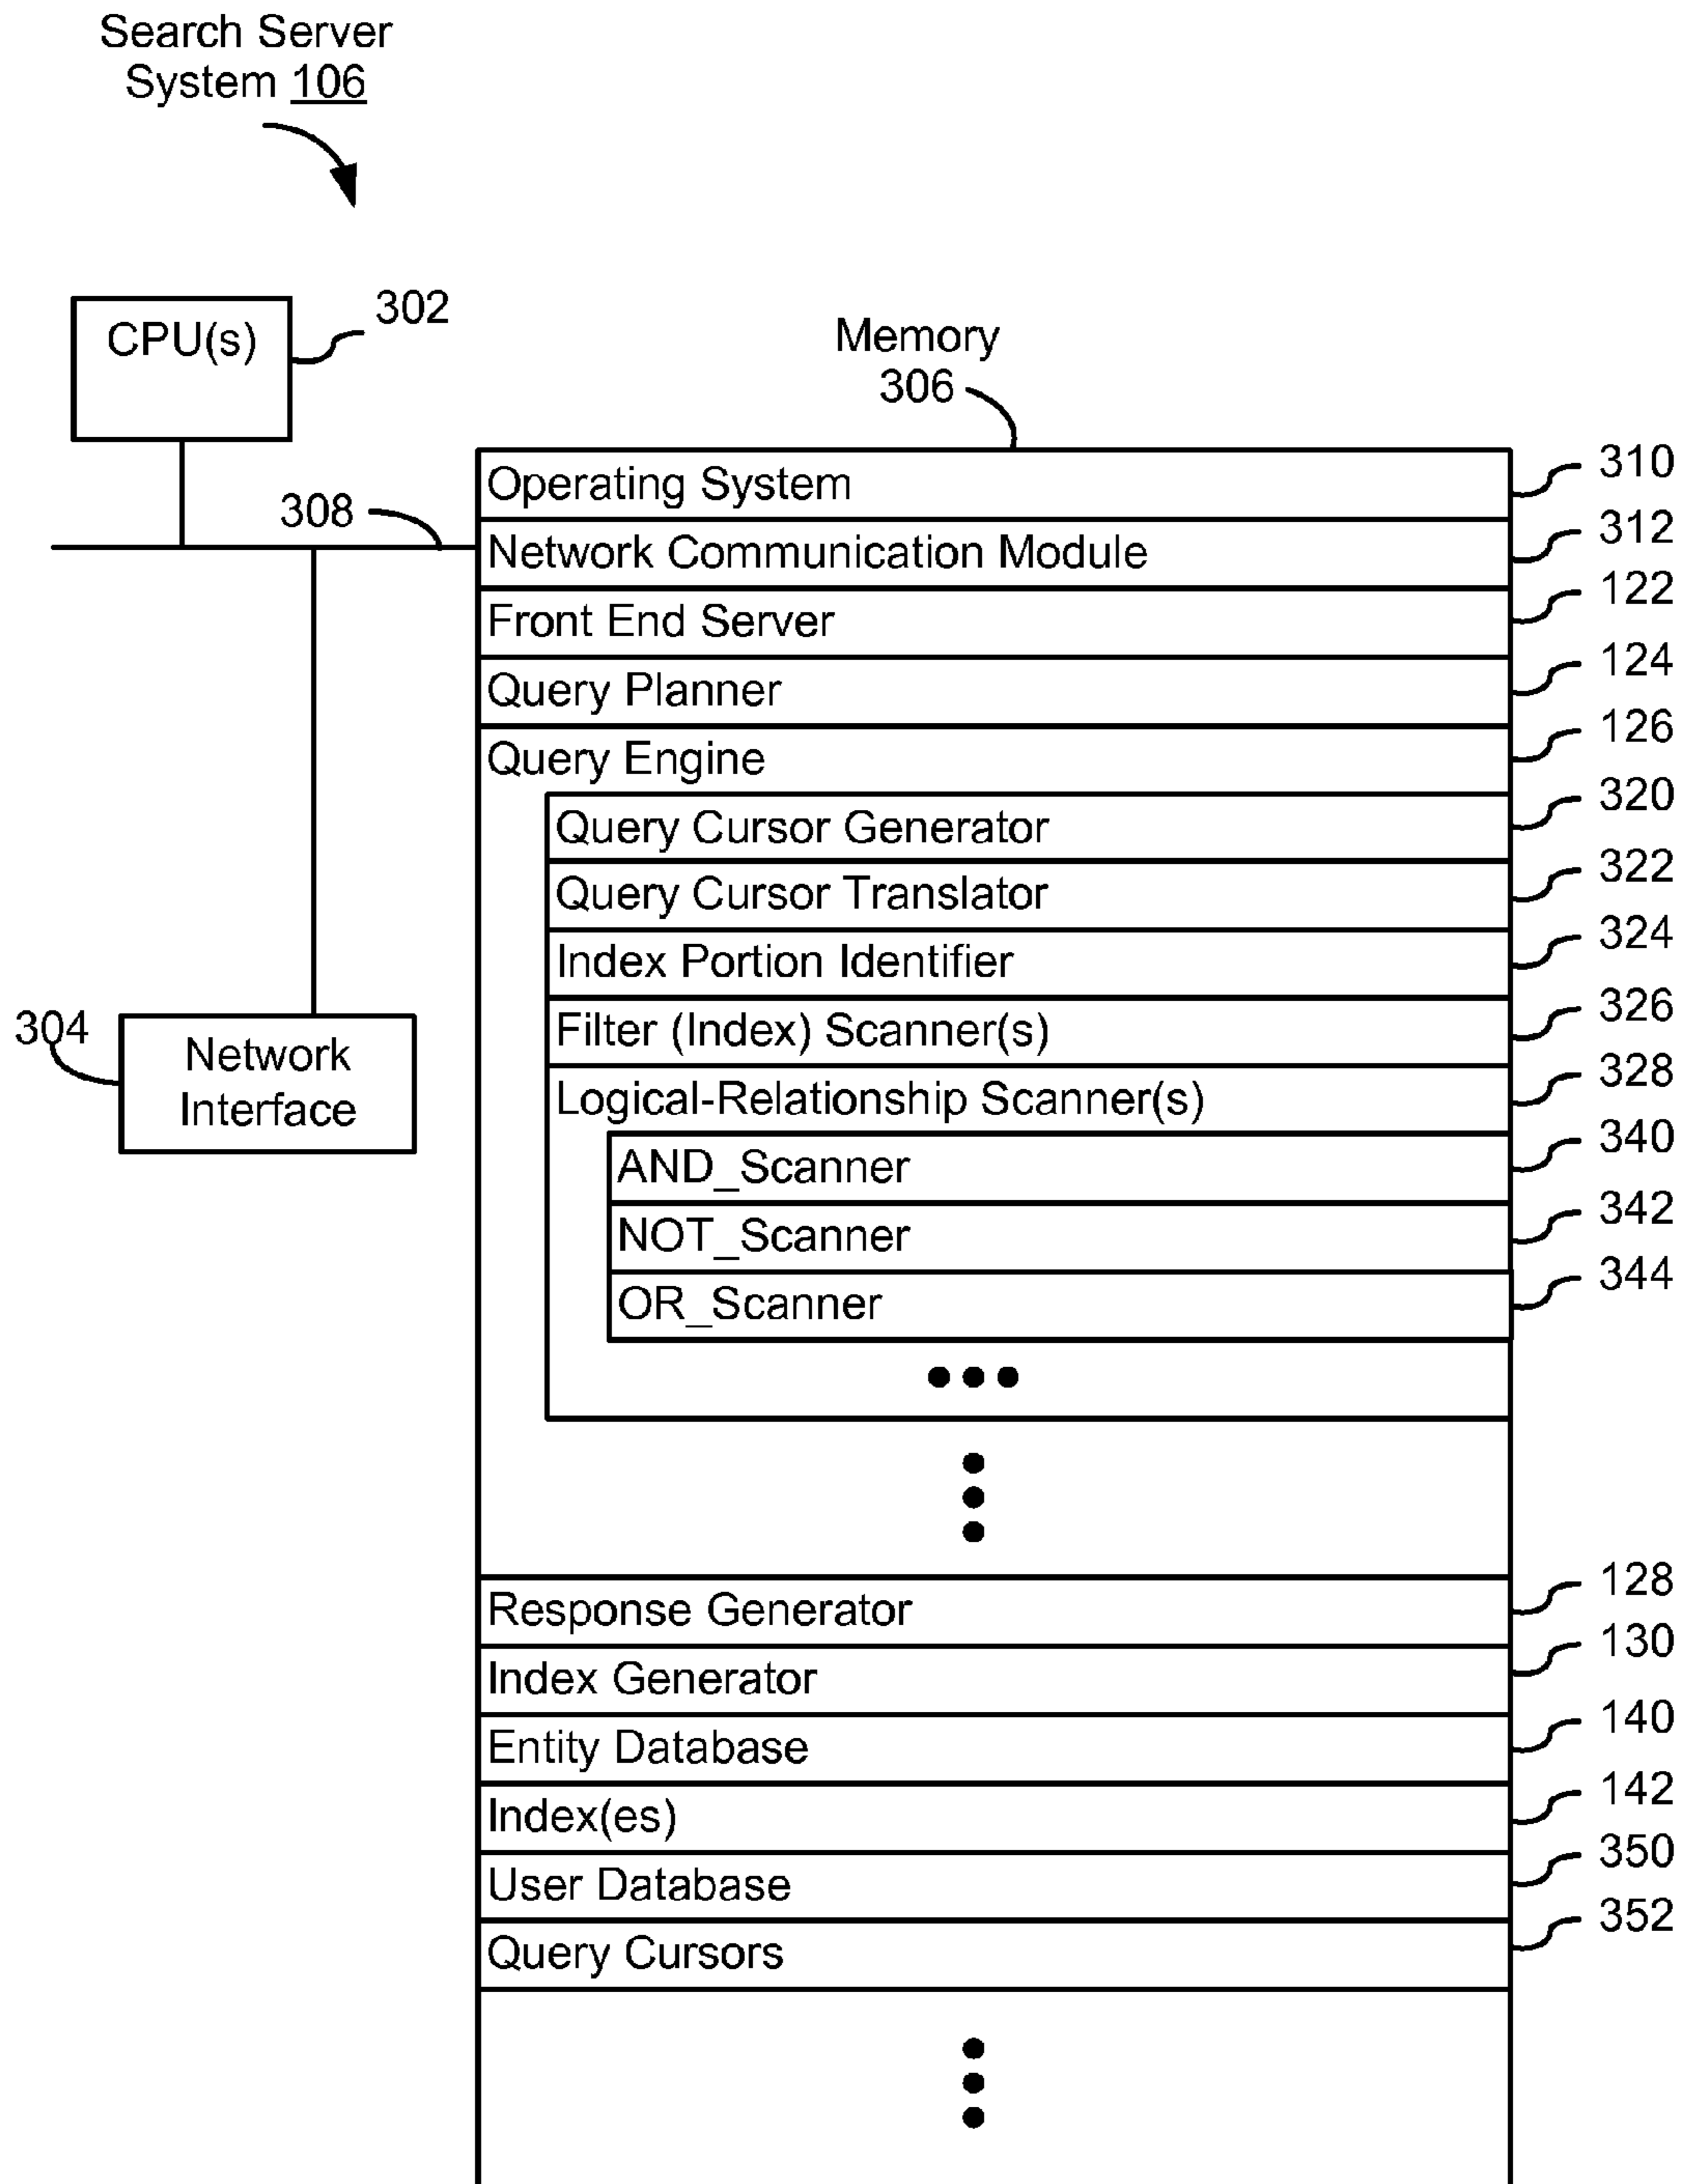 Search Server
System 106
CPU(s)
302
Memory
306
308
Operating System
310
Network Communication Module
312
Front End Server
122
Query Planner
124
Query Engine
126
Query Cursor Generator
320
Query Cursor Translator
322
Index Portion Identifier
324
Filter (Index) Scanner(s)
326
304
Network
Interface
Logical-Relationship Scanner(s)
328
AND_Scanner
340
NOT_Scanner
342
OR_Scanner
344
Response Generator
128
Index Generator
130
Entity Database
140
Index(es)
142
User Database
350
Query Cursors
352